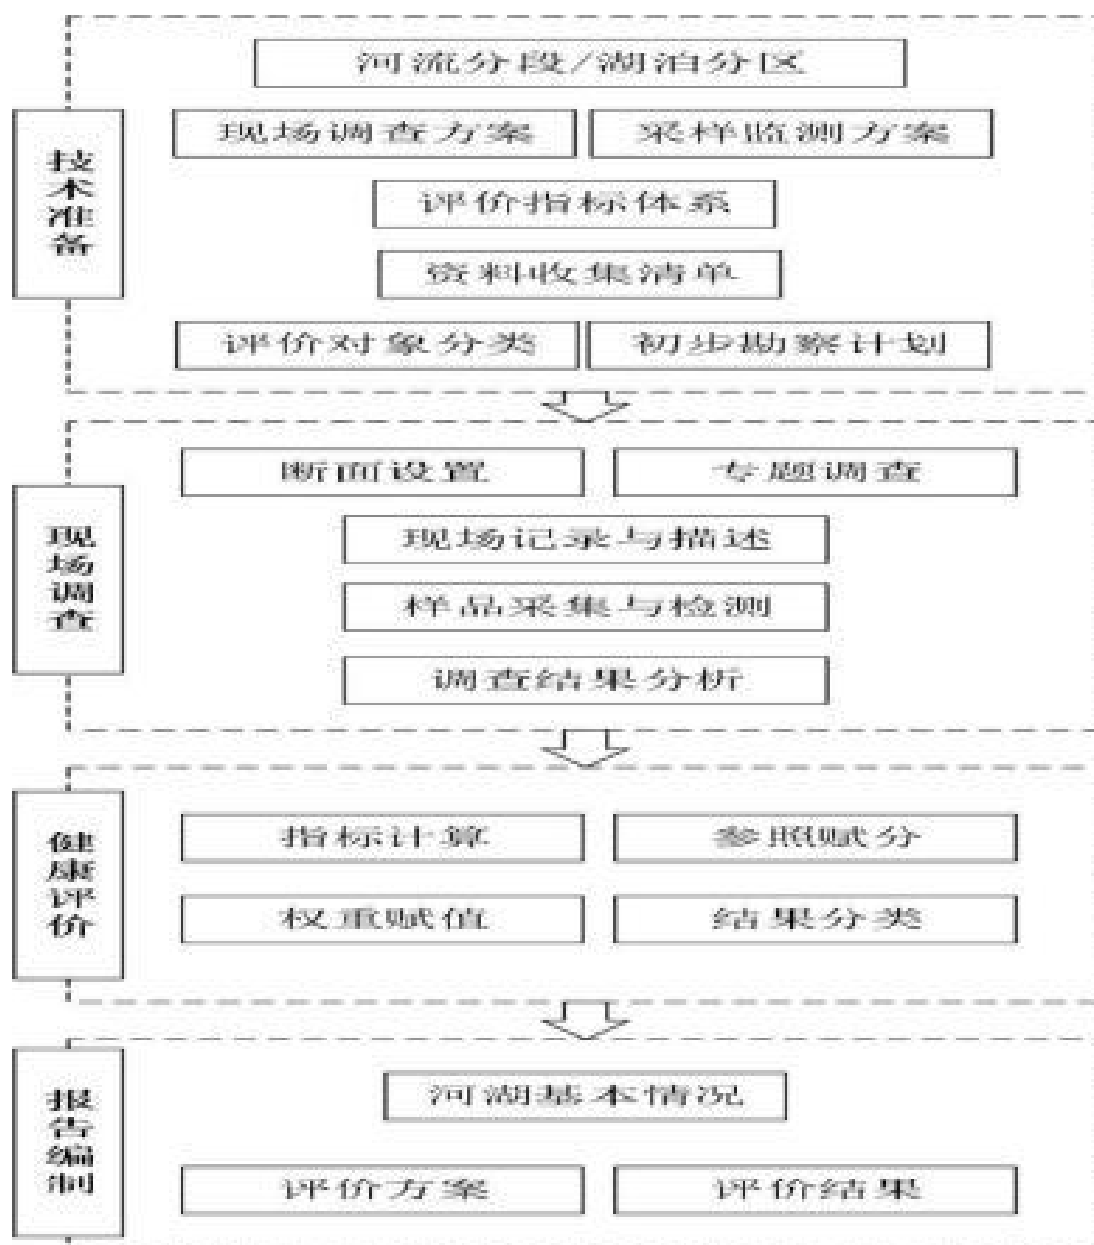 技术准备
河流分段/湖泊分区
现场调查方案
采样监测方案
评价指标体系
资料收集清单
评价对象分类
初步勘察计划
现场调查
断面设置
专题调查
现场记录与描述
样品采集与检测
调查结果分析
健康评价
指标计算
参照赋分
权重赋值
结果分类
报告编制
河湖基本情况
评价方案
评价结果